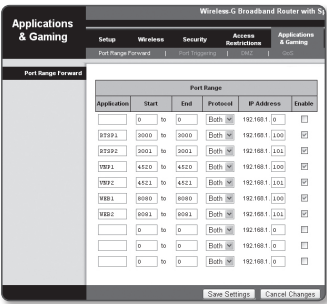 Wireless-G Broadband Router with
Applications & Gaming
Setup Wireless Security Access Restrictions Applications & Gaming
Port Range Forward | Port Triggering | DMZ | QoS
Port Range Forward
Port Range
Application Start End Protocol IP Address Enable
0 to 0 Both 192.168.1. 0
RTSP1 3000 to 3000 Both 192.168.1. 100
RTSP2 3001 to 3001 Both 192.168.1. 101
VNP1 4520 to 4520 Both 192.168.1. 100
VNP2 4521 to 4521 Both 192.168.1. 101
WEB1 8080 to 8080 Both 192.168.1. 100
WEB2 8081 to 8081 Both 192.168.1. 101
0 to 0 Both 192.168.1. 0
0 to 0 Both 192.168.1. 0
0 to 0 Both 192.168.1. 0
Save Settings Cancel Changes